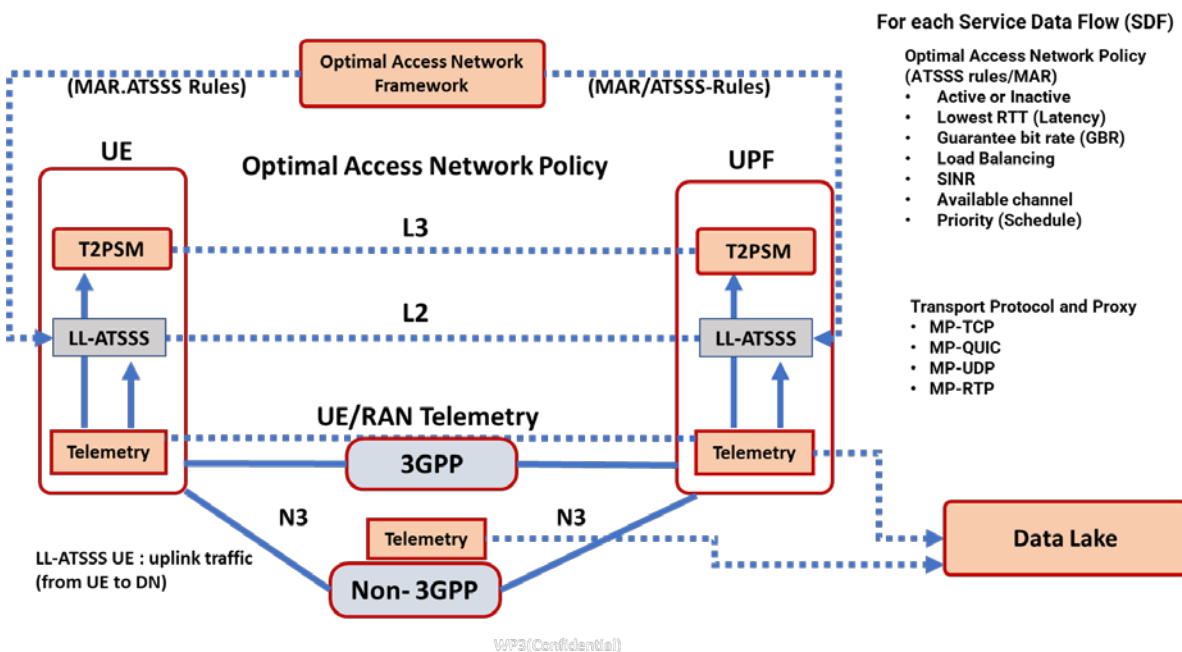 For each Service Data Flow (SDF)
Optimal Access Network
Framework
(MAR.ATSSS Rules)
(MAR/ATSSS-Rules)
Optimal Access Network Policy
(ATSSS rules/MAR)
• Active or Inactive
• Lowest RTT (Latency)
• Guarantee bit rate (GBR)
• Load Balancing
• SINR
• Available channel
• Priority (Schedule)
UE
Optimal Access Network Policy
UPF
T2PSM
L3
T2PSM
LL-ATSSS
L2
LL-ATSSS
Transport Protocol and Proxy
• MP-TCP
• MP-QUIC
• MP-UDP
• MP-RTP
UE/RAN Telemetry
Telemetry
3GPP
Telemetry
N3
N3
Telemetry
Data Lake
LL-ATSSS UE : uplink traffic
(from UE to DN)
Non- 3GPP
WP3(Confidential)